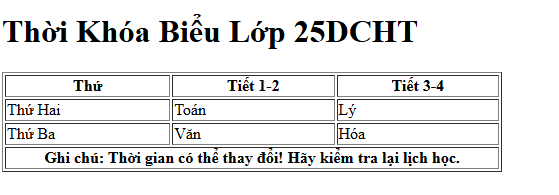 Thời Khóa Biểu Lớp 25DCHT
Thứ Tiết 1-2 Tiết 3-4
Thứ Hai Toán Lý
Thứ Ba Văn Hóa
Ghi chú: Thời gian có thể thay đổi! Hãy kiểm tra lại lịch học.